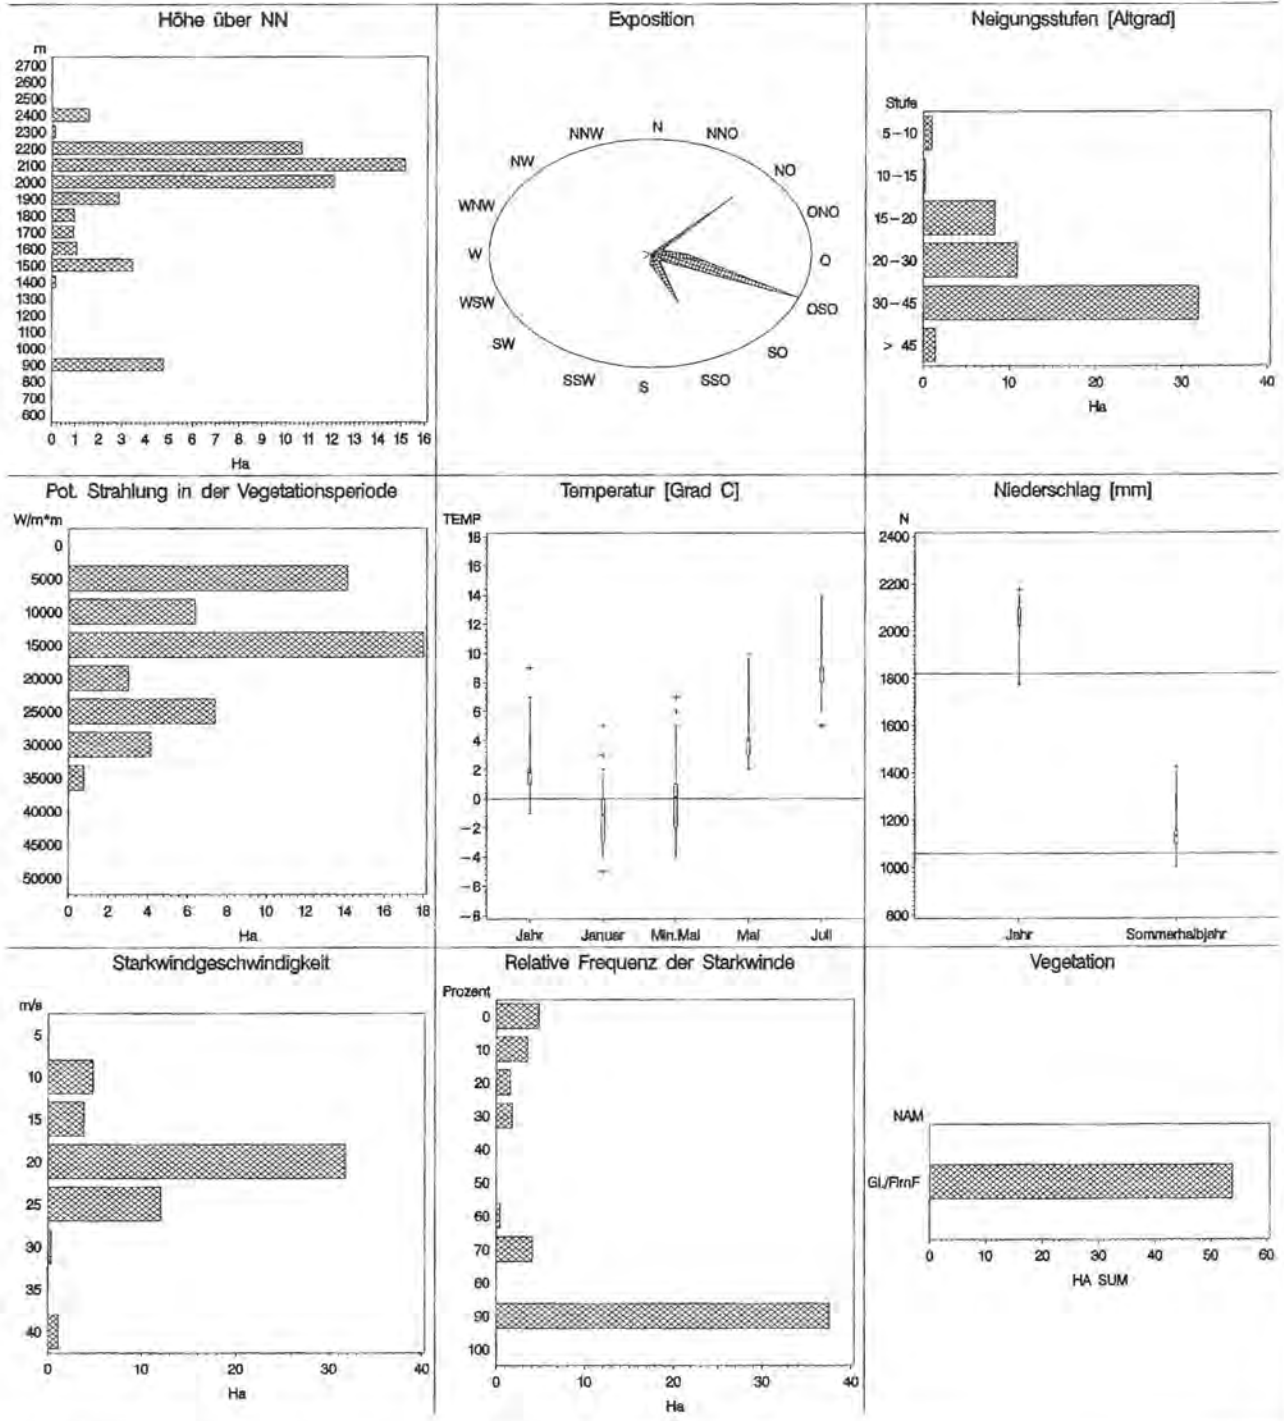 Höhe über NN
m
2700
2600
2500
2400
2300
2200
2100
2000
1900
1800
1700
1600
1500
1400
1300
1200
1100
1000
900
800
700
600
0 1 2 3 4 5 6 7 8 9 10 11 12 13 14 15 16
Ha
Exposition
N
NNO
NO
ONO
O
OSO
SO
SSO
S
SSW
SW
WSW
W
WNW
NW
NNW
Neigungsstufen [Altgrad]
Stufe
5-10
10-15
15-20
20-30
30-45
> 45
0 10 20 30 40
Ha
Pot. Strahlung in der Vegetationsperiode
W/m*m
0
5000
10000
15000
20000
25000
30000
35000
40000
45000
50000
0 2 4 6 8 10 12 14 16 18
Ha
Temperatur [Grad C]
TEMP
18
16
14
12
10
8
6
4
2
0
-2
-4
-6
-8
Jahr Januar Min.Mai Mai Juli
Niederschlag [mm]
N
2400
2200
2000
1800
1600
1400
1200
1000
800
Jahr Sommerhalbjahr
Starkwindgeschwindigkeit
m/s
5
10
15
20
25
30
35
40
0 10 20 30 40
Ha
Relative Frequenz der Starkwinde
Prozent
0
10
20
30
40
50
60
70
80
90
100
0 10 20 30 40
Ha
Vegetation
NAM
Gl./FirnF
0 10 20 30 40 50 60
HA SUM